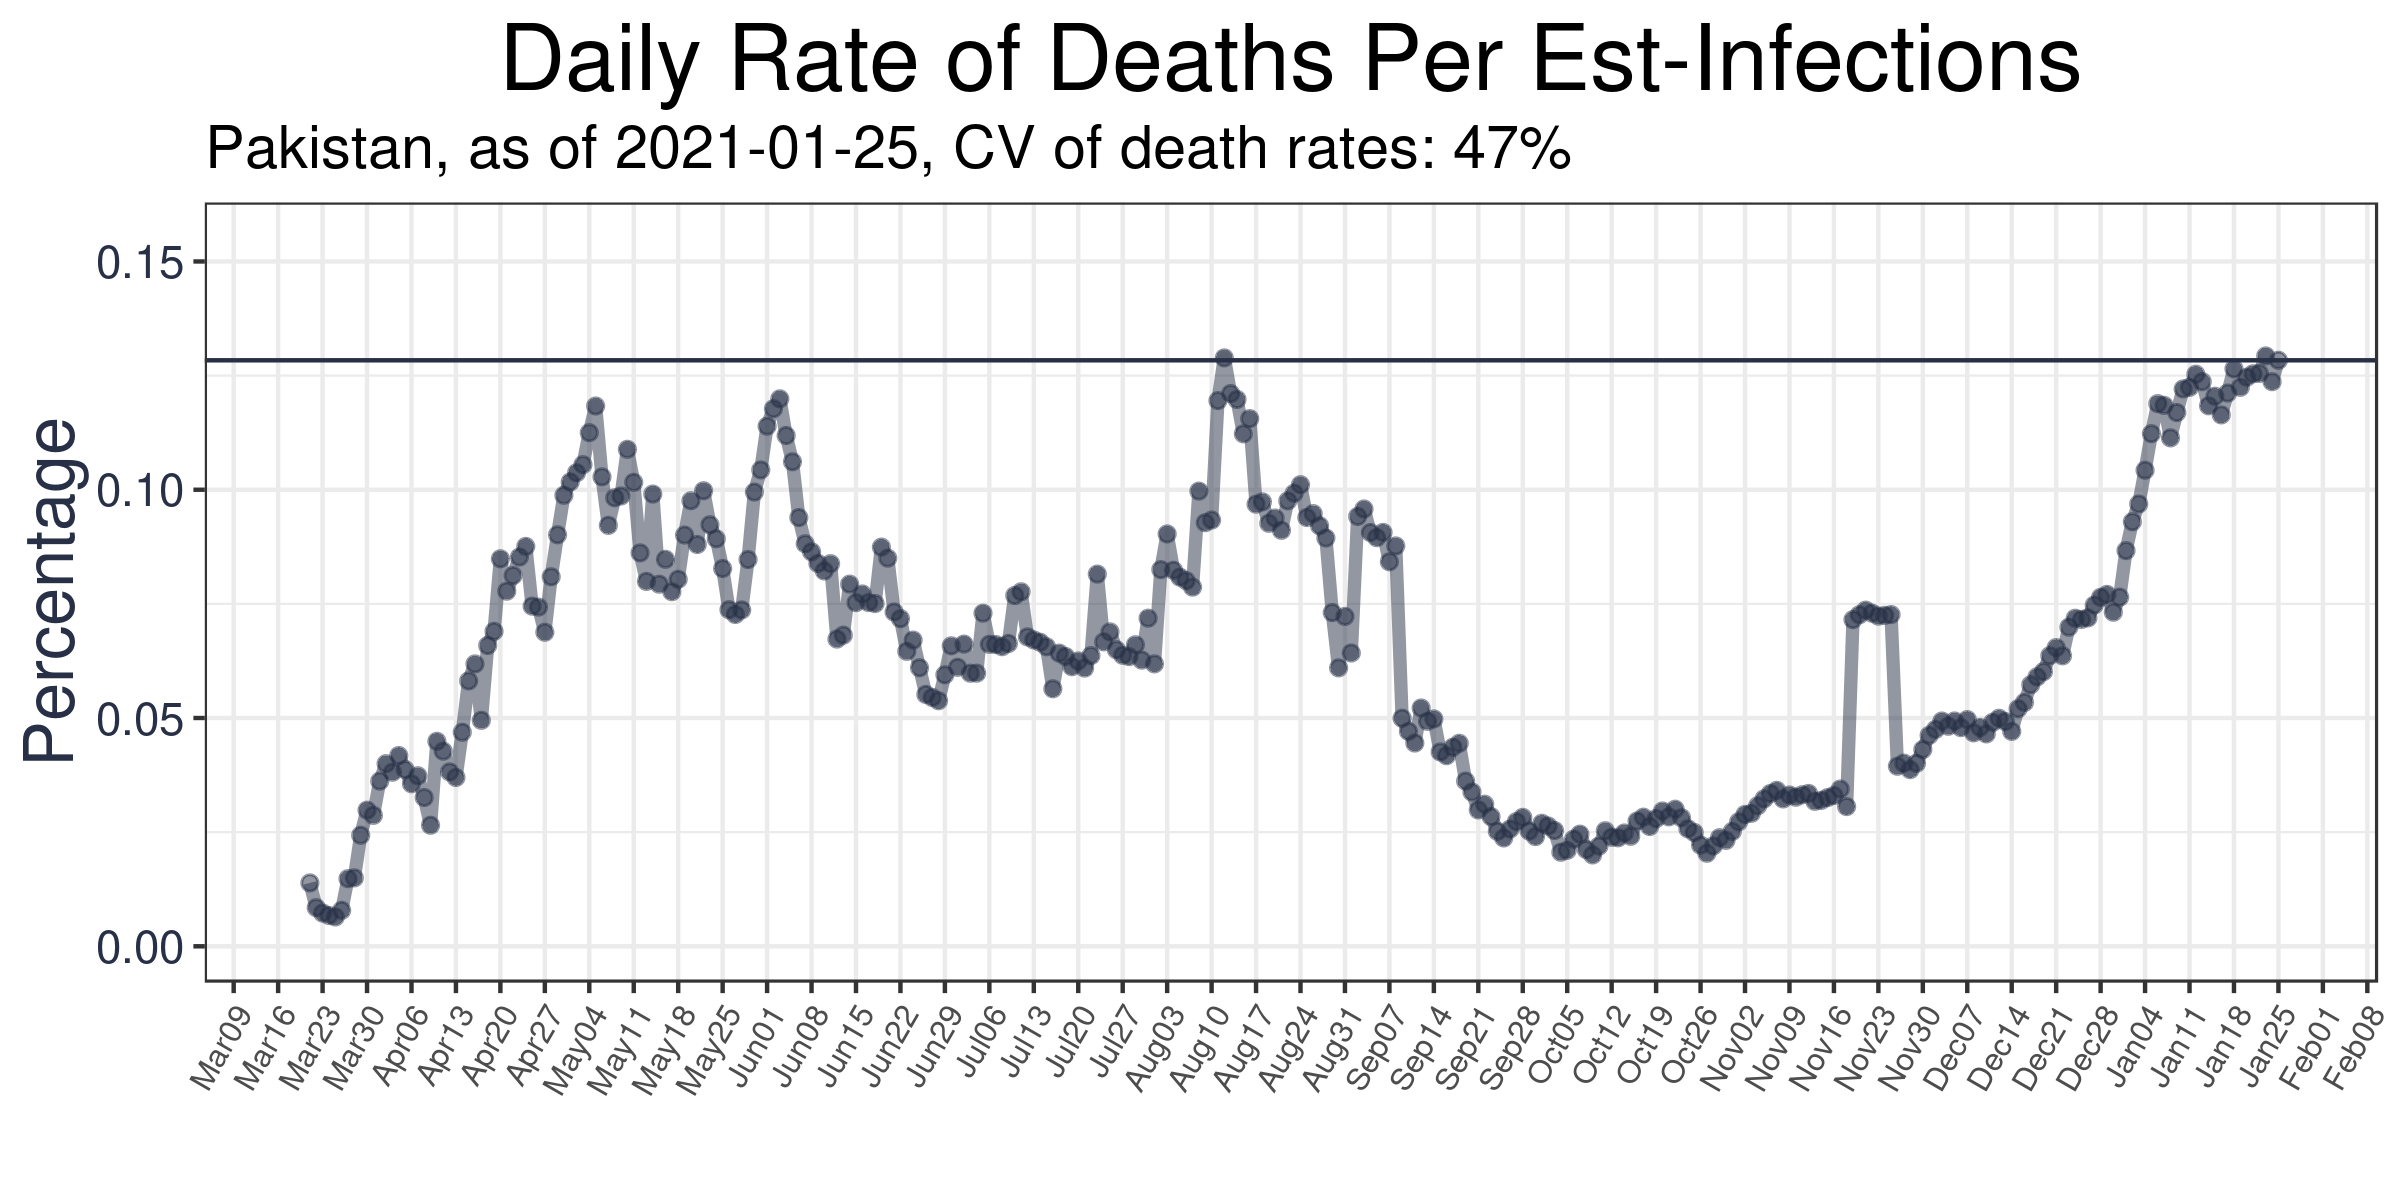 Daily Rate of Deaths Per Est-Infections
Pakistan, as of 2021-01-25, CV of death rates: 47%
Percentage
0.15
0.10
0.05
0.00
Mar09
Mar16
Mar23
Mar30
Apr06
Apr13
Apr20
Apr27
May04
May11
May18
May25
Jun01
Jun08
Jun15
Jun22
Jun29
Jul06
Jul13
Jul20
Jul27
Aug03
Aug10
Aug17
Aug24
Aug31
Sep07
Sep14
Sep21
Sep28
Oct05
Oct12
Oct19
Oct26
Nov02
Nov09
Nov16
Nov23
Nov30
Dec07
Dec14
Dec21
Dec28
Jan04
Jan11
Jan18
Jan25
Feb01
Feb08